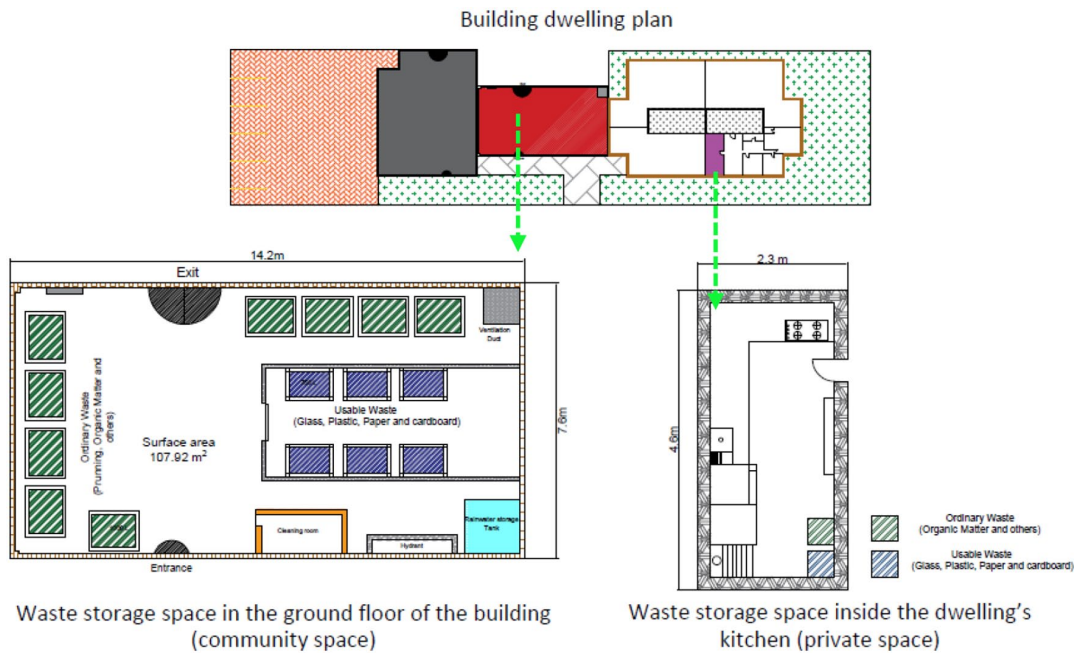 Building dwelling plan
14.2m
Exit
Ventilation
Duct
Ordinary Waste
(Prunning, Organic Matter and
others)
Usable Waste
(Glass, Plastic, Paper and cardboard)
Surface area
107.92 m²
7.6m
Cleaning room
Hydrant
Rainwater storage
Tank
Entrance
2.3 m
4.6m
Ordinary Waste
(Organic Matter and others)
Usable Waste
(Glass, Plastic, Paper and cardboard)
Waste storage space in the ground floor of the building
(community space)
Waste storage space inside the dwelling's
kitchen (private space)